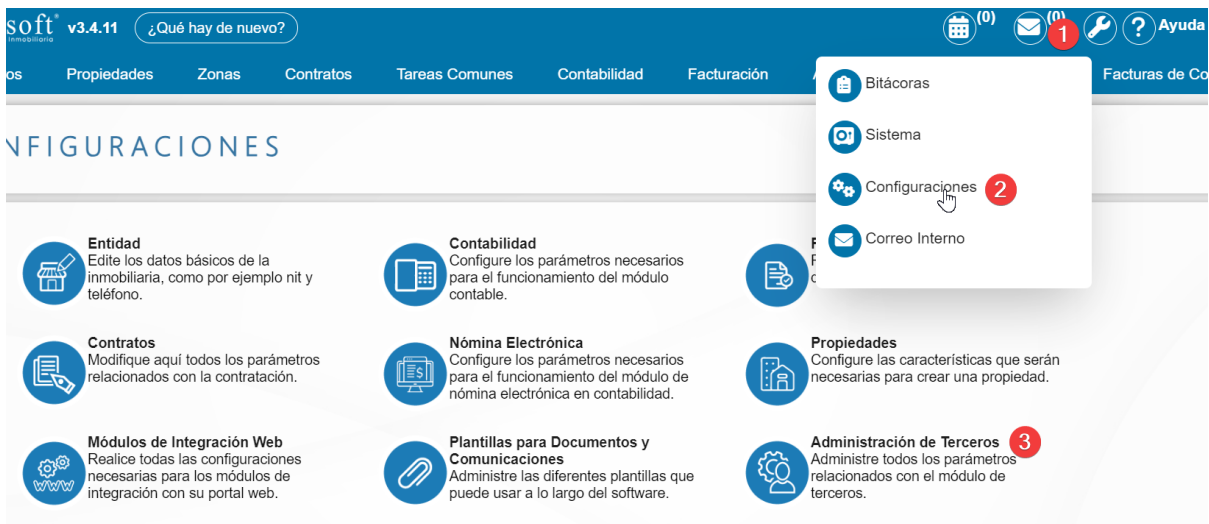 soft v3.4.11 ¿Qué hay de nuevo? (0) (0) 1 ? Ayuda
Inmobiliaria
os Propiedades Zonas Contratos Tareas Comunes Contabilidad Facturación Facturas de Co
Bitácoras
Sistema
Configuraciones 2
Correo Interno
NFIGURACIONES
Entidad
Edite los datos básicos de la
inmobiliaria, como por ejemplo nit y
teléfono.
Contabilidad
Configure los parámetros necesarios
para el funcionamiento del módulo
contable.
Contratos
Modifique aquí todos los parámetros
relacionados con la contratación.
Nómina Electrónica
Configure los parámetros necesarios
para el funcionamiento del módulo de
nómina electrónica en contabilidad.
Propiedades
Configure las características que serán
necesarias para crear una propiedad.
Módulos de Integración Web
Realice todas las configuraciones
necesarias para los módulos de
integración con su portal web.
www
Plantillas para Documentos y
Comunicaciones
Administre las diferentes plantillas que
puede usar a lo largo del software.
Administración de Terceros 3
Administre todos los parámetros
relacionados con el módulo de
terceros.